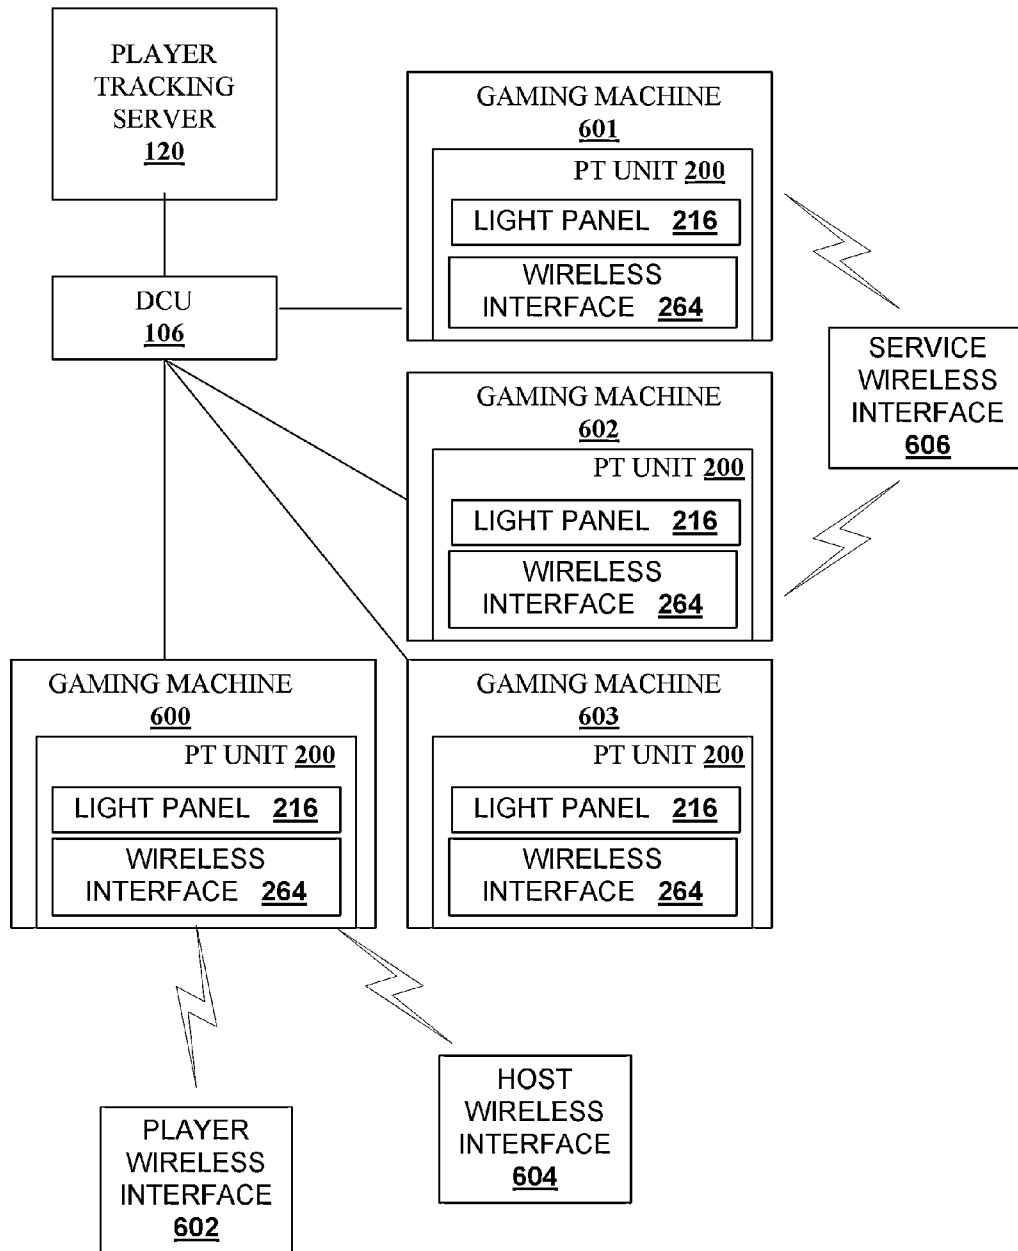 PLAYER
TRACKING
SERVER
120
DCU
106
GAMING MACHINE
601
PT UNIT 200
LIGHT PANEL 216
WIRELESS
INTERFACE 264
GAMING MACHINE
602
PT UNIT 200
LIGHT PANEL 216
WIRELESS
INTERFACE 264
SERVICE
WIRELESS
INTERFACE
606
GAMING MACHINE
600
PT UNIT 200
LIGHT PANEL 216
WIRELESS
INTERFACE 264
GAMING MACHINE
603
PT UNIT 200
LIGHT PANEL 216
WIRELESS
INTERFACE 264
PLAYER
WIRELESS
INTERFACE
602
HOST
WIRELESS
INTERFACE
604